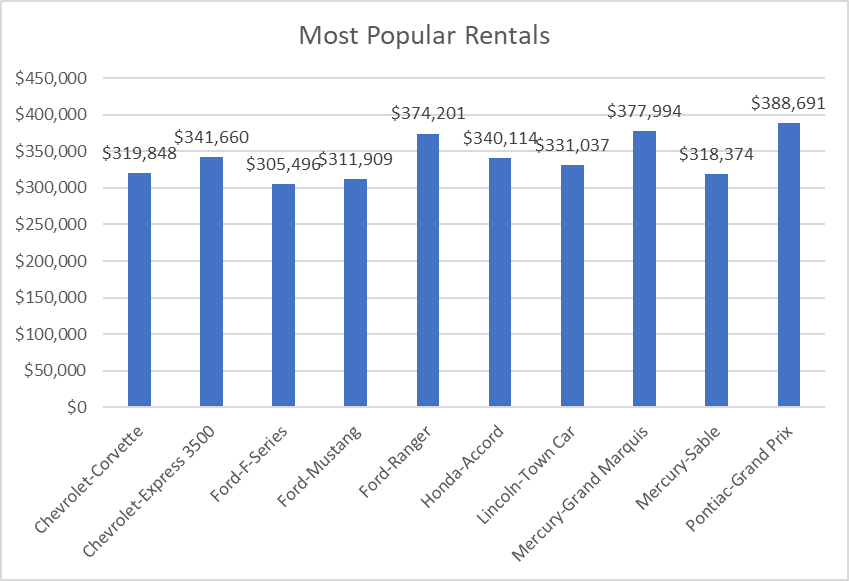 Most Popular Rentals
$450,000
$400,000
$350,000
$300,000
$250,000
$200,000
$150,000
$100,000
$50,000
$0
$319,848
$341,660
$305,496
$311,909
$374,201
$340,114
$331,037
$377,994
$318,374
$388,691
Chevrolet-Corvette
Chevrolet-Express 3500
Ford-F-Series
Ford-Mustang
Ford-Ranger
Honda-Accord
Lincoln-Town Car
Mercury-Grand Marquis
Mercury-Sable
Pontiac-Grand Prix